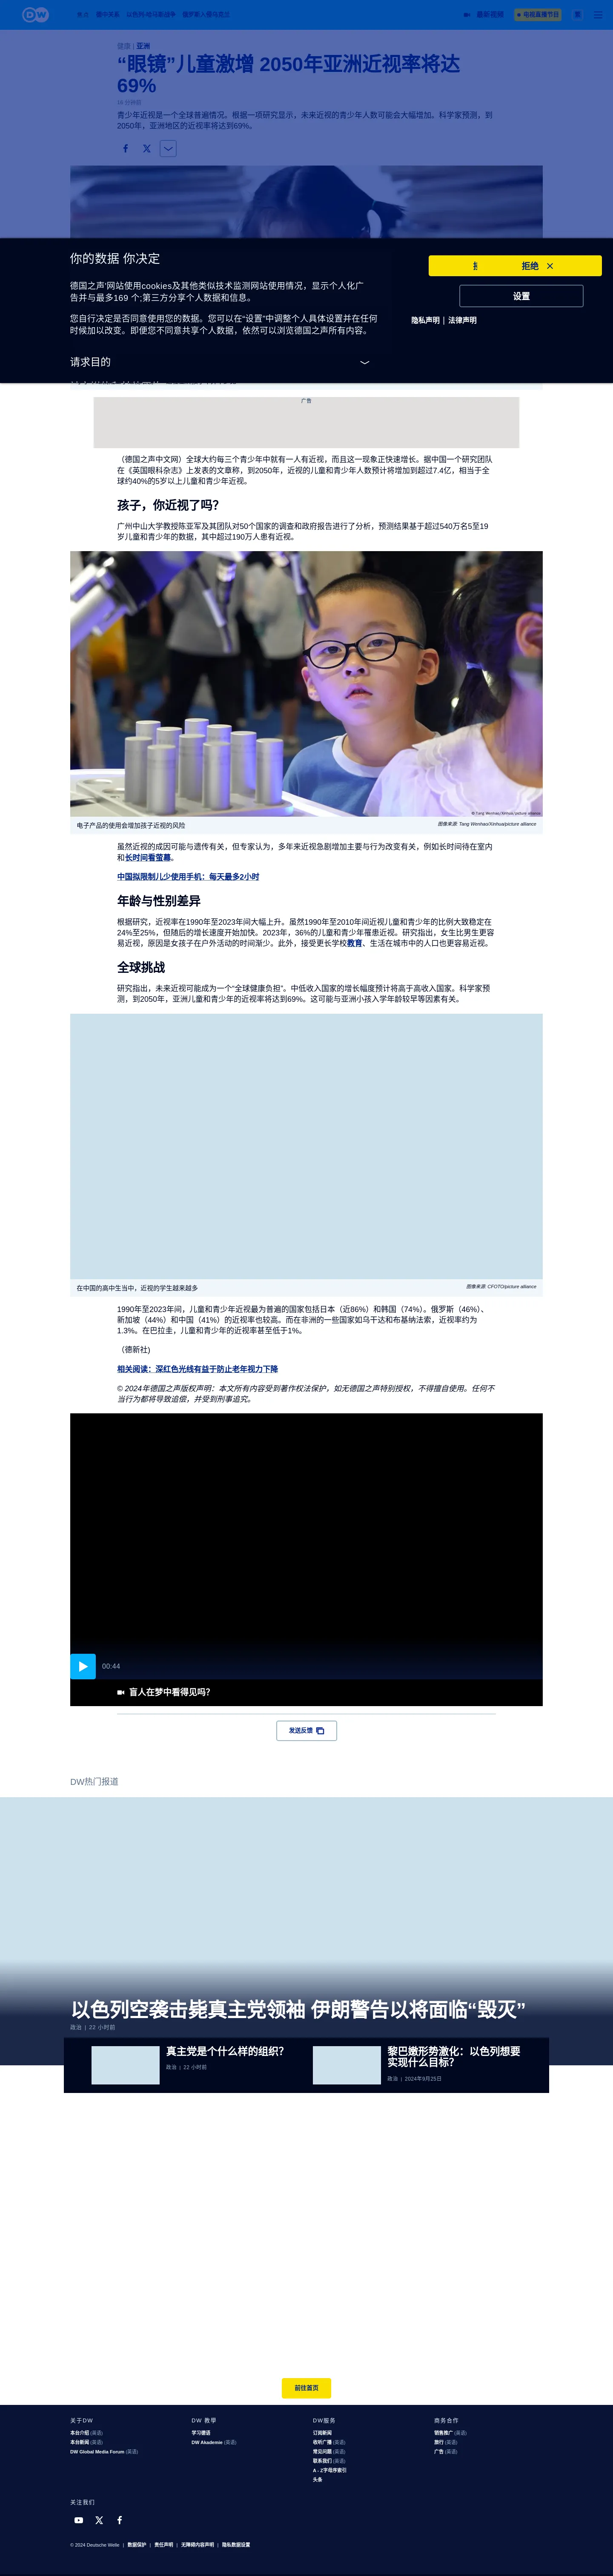 DW
德中关系
以色列-哈马斯战争
俄罗斯入侵乌克兰
最新视频
电视直播节目
健康 | 亚洲
“眼镜”儿童激增 2050年亚洲近视率将达
69%
青少年近视是一个全球普遍情况。根据一项研究显示，未来近视的青少年人数可能会大幅增加。科学家预测，到
2050年，亚洲地区的近视率将达到69%。
你的数据 你决定
德国之声'网站使用cookies及其他类似技术监测网站使用情况，显示个人化广
告并与最多169 个;第三方分享个人数据和信息。
您自行决定是否同意使用您的数据。您可以在“设置”中调整个人具体设置并在任何
时候加以改变。即便您不同意共享个人数据，依然可以浏览德国之声所有内容。
请求目的
拒绝
设置
隐私声明 | 法律声明
广告
（德国之声中文网）全球大约每三个青少年中就有一人有近视，而且这一现象正快速增长。据中国一个研究团队
在《英国眼科杂志》上发表的文章称，到2050年，近视的儿童和青少年人数预计将增加到超过7.4亿，相当于全
球约40%的5岁以上儿童和青少年近视。
孩子，你近视了吗？
广州中山大学教授陈亚军及其团队对50个国家的调查和政府报告进行了分析，预测结果基于超过540万名5至19
岁儿童和青少年的数据，其中超过190万人患有近视。
© Tang Wenhao/Xinhua/picture alliance
电子产品的使用会增加孩子近视的风险
图像来源: Tang Wenhao/Xinhua/picture alliance
虽然近视的成因可能与遗传有关，但专家认为，多年来近视急剧增加主要与行为改变有关，例如长时间待在室内
和长时间看萤幕。
中国拟限制儿少使用手机：每天最多2小时
年龄与性别差异
根据研究，近视率在1990年至2023年间大幅上升。虽然1990年至2010年间近视儿童和青少年的比例大致稳定在
24%至25%，但随后的增长速度开始加快。2023年，36%的儿童和青少年罹患近视。研究指出，女生比男生更容
易近视，原因是女孩子在户外活动的时间渐少。此外，接受更长学校教育、生活在城市中的人口也更容易近视。
全球挑战
研究指出，未来近视可能成为一个“全球健康负担”。中低收入国家的增长幅度预计将高于高收入国家。科学家预
测，到2050年，亚洲儿童和青少年的近视率将达到69%。这可能与亚洲小孩入学年龄较早等因素有关。
在中国的高中生当中，近视的学生越来越多
图像来源: CFOTO/picture alliance
1990年至2023年间，儿童和青少年近视最为普遍的国家包括日本（近86%）和韩国（74%）。俄罗斯（46%）、
新加坡（44%）和中国（41%）的近视率也较高。而在非洲的一些国家如乌干达和布基纳法索，近视率约为
1.3%。在巴拉圭，儿童和青少年的近视率甚至低于1%。
（德新社)
相关阅读：深红色光线有益于防止老年视力下降
© 2024年德国之声版权声明：本文所有内容受到著作权法保护，如无德国之声特别授权，不得擅自使用。任何不
当行为都将导致追偿，并受到刑事追究。
00:44
盲人在梦中看得见吗？
发送反馈
DW热门报道
以色列空袭击毙真主党领袖 伊朗警告以将面临“毁灭”
政治 | 22 小时前
真主党是个什么样的组织？
政治 | 22 小时前
黎巴嫩形势激化：以色列想要
实现什么目标？
政治 | 2024年9月25日
前往首页
关于DW
本台介绍 (英语)
本台新闻 (英语)
DW Global Media Forum (英语)
DW 教學
学习德语
DW Akademie (英语)
DW服务
订阅新闻
收听广播 (英语)
常见问题 (英语)
联系我们 (英语)
A - Z字母序索引
头条
商务合作
销售推广 (英语)
旅行 (英语)
广告 (英语)
关注我们
© 2024 Deutsche Welle | 数据保护 | 责任声明 | 无障碍内容声明 | 隐私数据设置